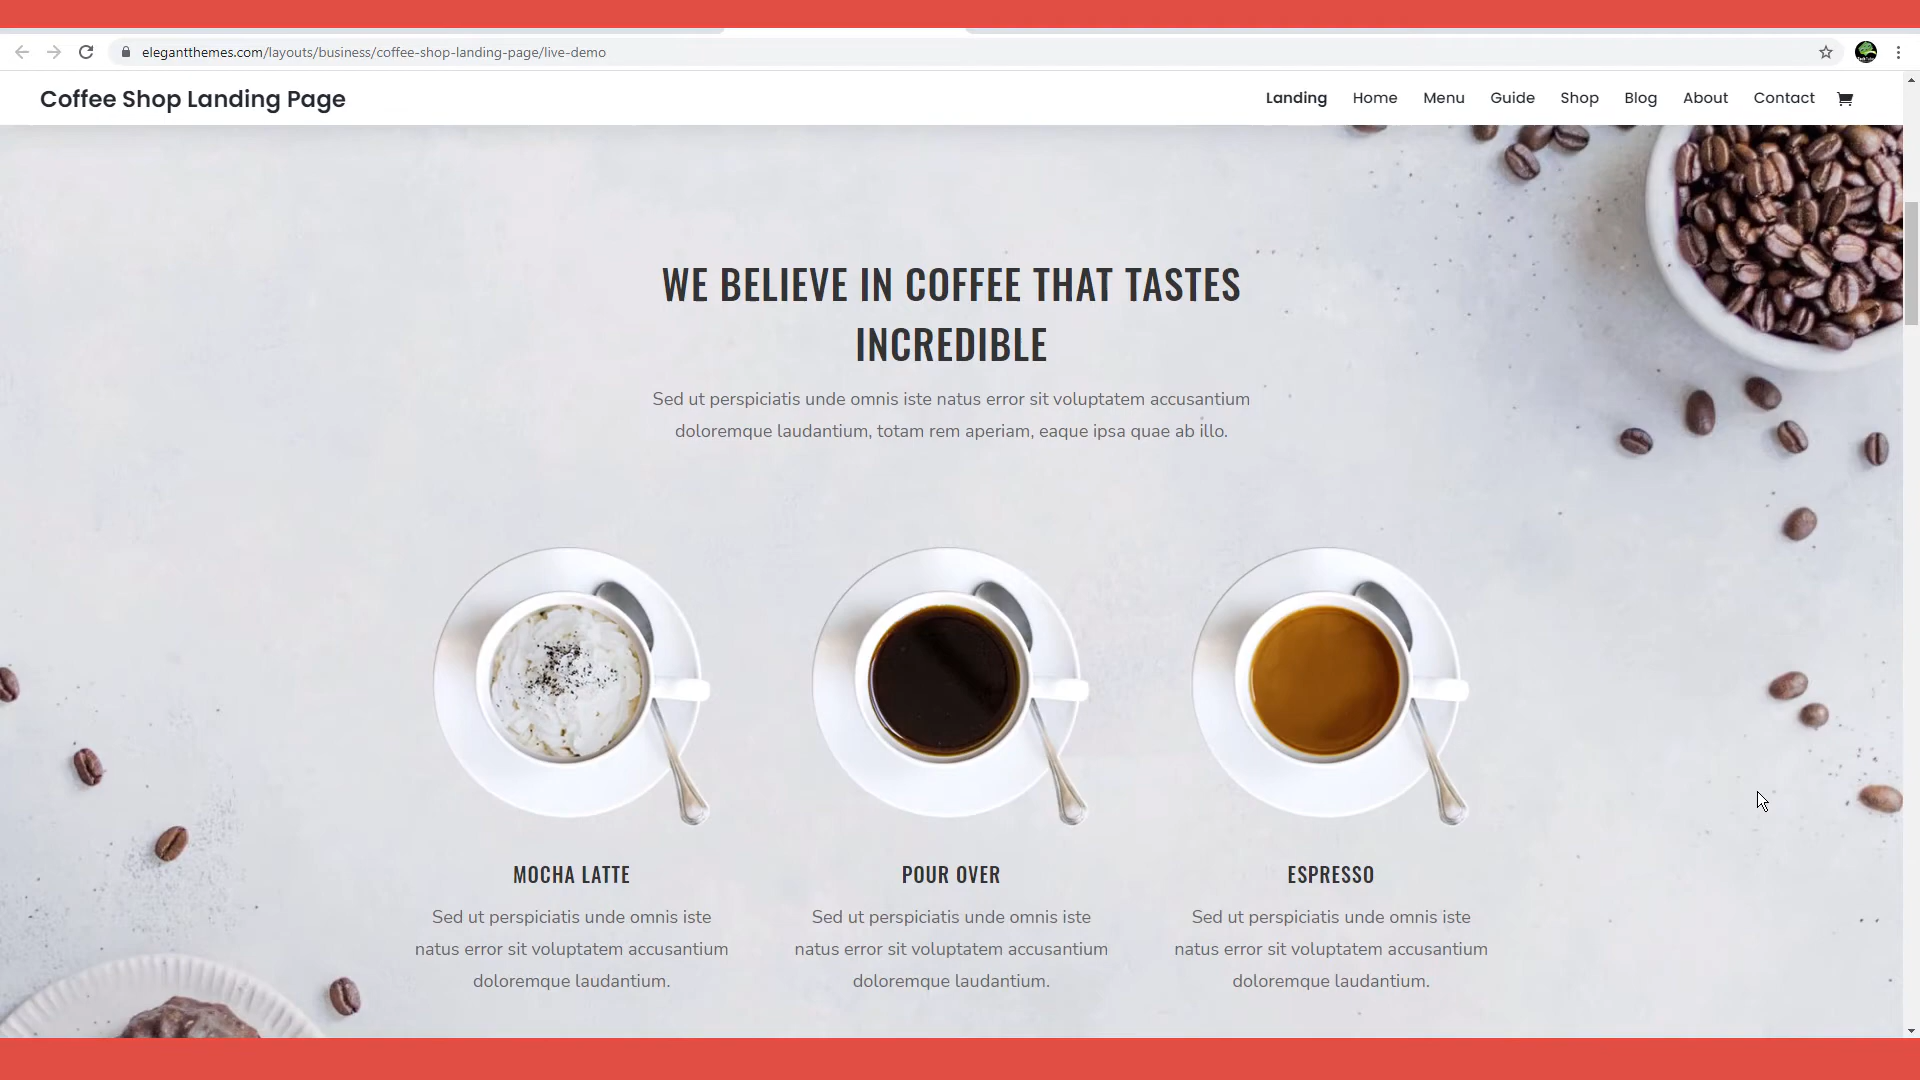 elegantthemes.com/layouts/business/coffee-shop-landing-page/live-demo
Coffee Shop Landing Page
Landing Home Menu Guide Shop Blog About Contact
WE BELIEVE IN COFFEE THAT TASTES
INCREDIBLE
Sed ut perspiciatis unde omnis iste natus error sit voluptatem accusantium
doloremque laudantium, totam rem aperiam, eaque ipsa quae ab illo.
MOCHA LATTE
Sed ut perspiciatis unde omnis iste
natus error sit voluptatem accusantium
doloremque laudantium.
POUR OVER
Sed ut perspiciatis unde omnis iste
natus error sit voluptatem accusantium
doloremque laudantium.
ESPRESSO
Sed ut perspiciatis unde omnis iste
natus error sit voluptatem accusantium
doloremque laudantium.